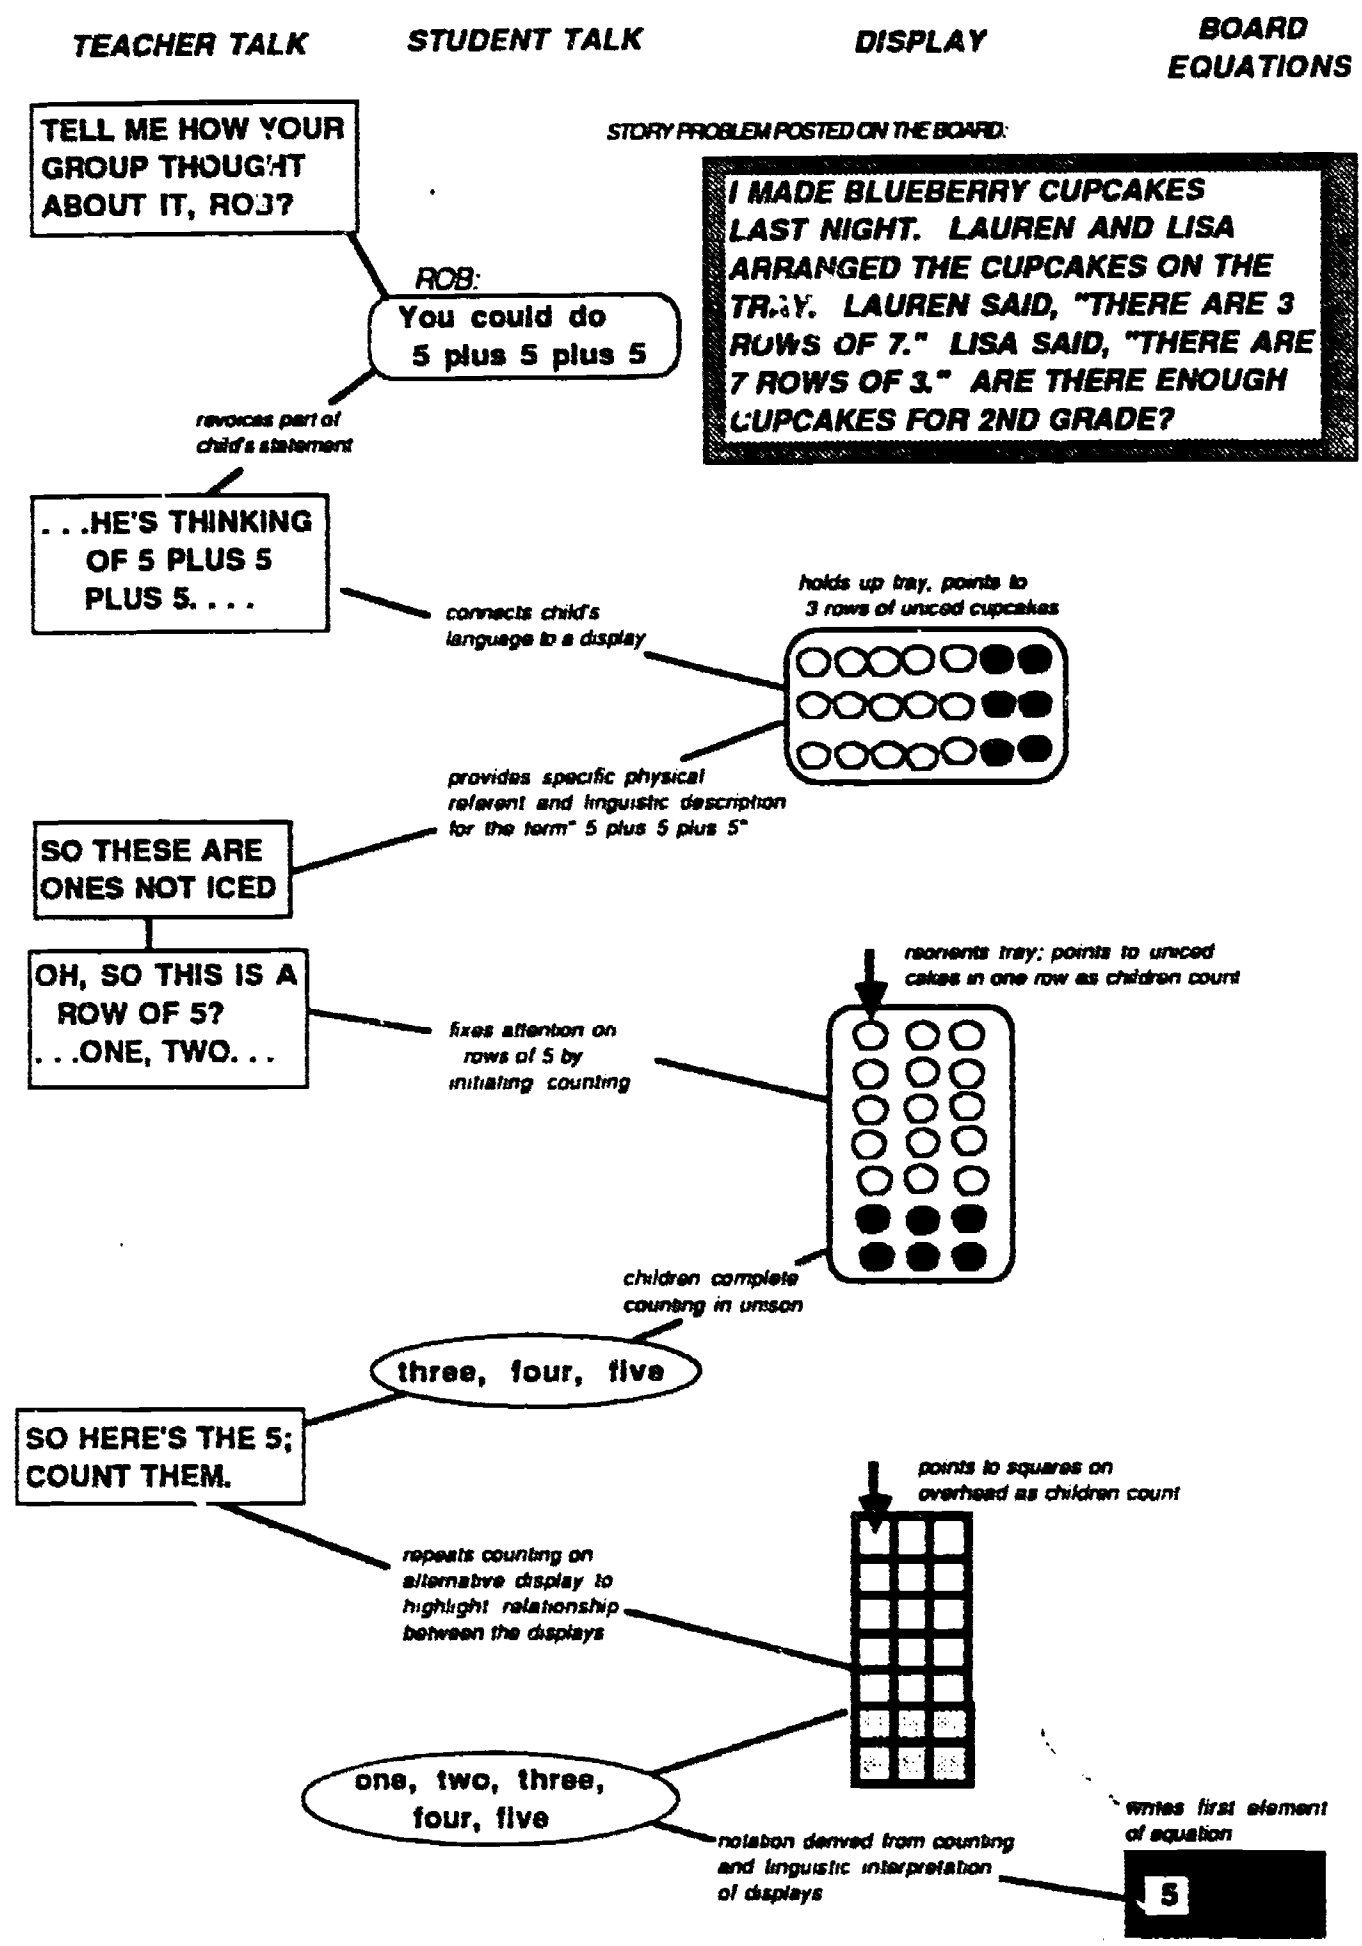 TEACHER TALK
STUDENT TALK
DISPLAY
BOARD
EQUATIONS
TELL ME HOW YOUR
GROUP THOUGHT
ABOUT IT, ROB?
STORY PROBLEM POSTED ON THE BOARD:
I MADE BLUEBERRY CUPCAKES
LAST NIGHT. LAUREN AND LISA
ARRANGED THE CUPCAKES ON THE
TRAY. LAUREN SAID, "THERE ARE 3
ROWS OF 7." LISA SAID, "THERE ARE
7 ROWS OF 3." ARE THERE ENOUGH
CUPCAKES FOR 2ND GRADE?
ROB:
You could do
5 plus 5 plus 5
revoices part of
child's statement
. . .HE'S THINKING
OF 5 PLUS 5
PLUS 5. . . .
connects child's
language to a display
holds up tray, points to
3 rows of uniced cupcakes
provides specific physical
referent and linguistic description
for the term" 5 plus 5 plus 5"
SO THESE ARE
ONES NOT ICED
OH, SO THIS IS A
ROW OF 5?
. . .ONE, TWO. . .
fixes attention on
rows of 5 by
initiating counting
reorients tray; points to uniced
cakes in one row as children count
children complete
counting in unison
three, four, five
SO HERE'S THE 5;
COUNT THEM.
points to squares on
overhead as children count
repeats counting on
alternative display to
highlight relationship
between the displays
one, two, three,
four, five
notation derived from counting
and linguistic interpretation
of displays
writes first element
of equation
5